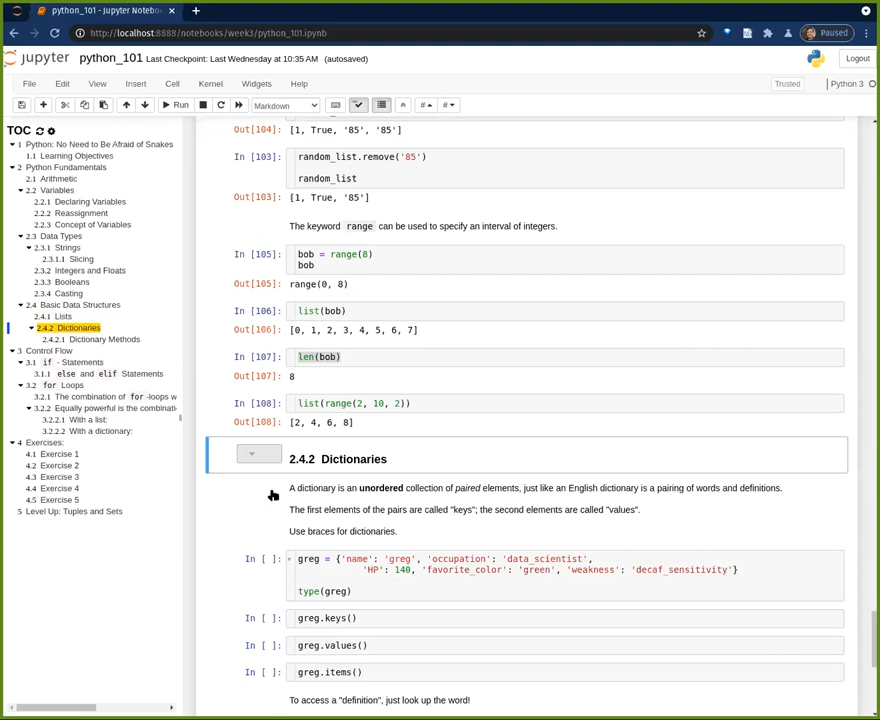 python_101 - Jupyter Notebo
http://localhost:8888/notebooks/week3/python_101.ipynb
Paused
jupyter python_101 Last Checkpoint: Last Wednesday at 10:35 AM (autosaved)
Logout
File Edit View Insert Cell Kernel Widgets Help
Trusted Python 3
Run Markdown
TOC
1 Python: No Need to Be Afraid of Snakes
1.1 Learning Objectives
2 Python Fundamentals
2.1 Arithmetic
2.2 Variables
2.2.1 Declaring Variables
2.2.2 Reassignment
2.2.3 Concept of Variables
2.3 Data Types
2.3.1 Strings
2.3.1.1 Slicing
2.3.2 Integers and Floats
2.3.3 Booleans
2.3.4 Casting
2.4 Basic Data Structures
2.4.1 Lists
2.4.2 Dictionaries
2.4.2.1 Dictionary Methods
3 Control Flow
3.1 if - Statements
3.1.1 else and elif Statements
3.2 for Loops
3.2.1 The combination of for -loops w
3.2.2 Equally powerful is the combinati
3.2.2.1 With a list:
3.2.2.2 With a dictionary:
4 Exercises:
4.1 Exercise 1
4.2 Exercise 2
4.3 Exercise 3
4.4 Exercise 4
4.5 Exercise 5
5 Level Up: Tuples and Sets
Out[104]: [1, True, '85', '85']
In [103]: random_list.remove('85')
random_list
Out[103]: [1, True, '85']
The keyword range can be used to specify an interval of integers.
In [105]: bob = range(8)
bob
Out[105]: range(0, 8)
In [106]: list(bob)
Out[106]: [0, 1, 2, 3, 4, 5, 6, 7]
In [107]: len(bob)
Out[107]: 8
In [108]: list(range(2, 10, 2))
Out[108]: [2, 4, 6, 8]
2.4.2 Dictionaries
A dictionary is an unordered collection of paired elements, just like an English dictionary is a pairing of words and definitions.
The first elements of the pairs are called "keys"; the second elements are called "values".
Use braces for dictionaries.
In [ ]: greg = {'name': 'greg', 'occupation': 'data_scientist',
'HP': 140, 'favorite_color': 'green', 'weakness': 'decaf_sensitivity'}
type(greg)
In [ ]: greg.keys()
In [ ]: greg.values()
In [ ]: greg.items()
To access a "definition", just look up the word!